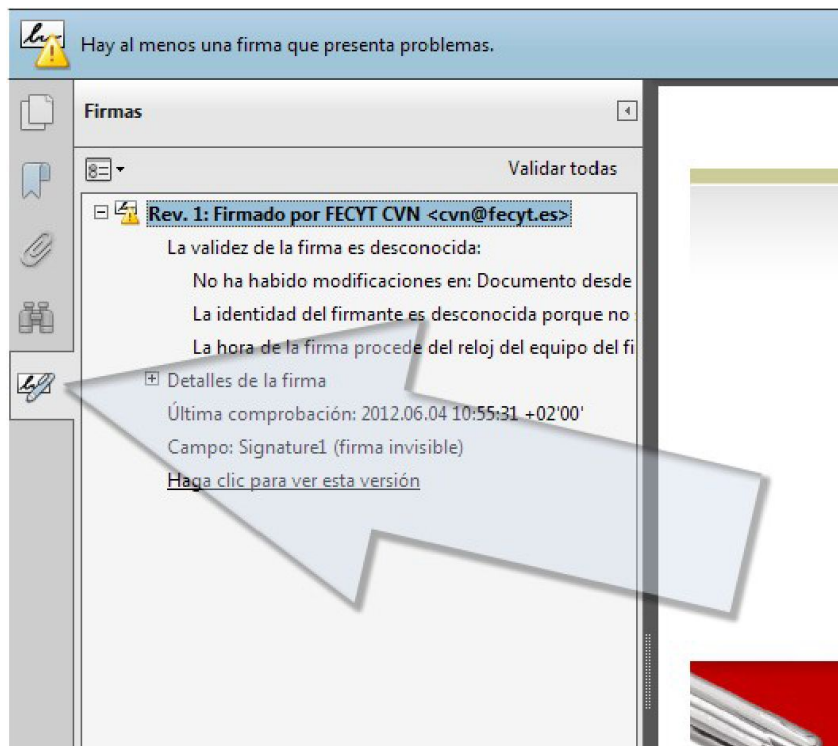 Hay al menos una firma que presenta problemas.
Firmas
Validar todas
Rev. 1: Firmado por FECYT CVN <cvn@fecyt.es>
La validez de la firma es desconocida:
No ha habido modificaciones en: Documento desde
La identidad del firmante es desconocida porque no
La hora de la firma procede del reloj del equipo del fi
Detalles de la firma
Última comprobación: 2012.06.04 10:55:31 +02'00'
Campo: Signature1 (firma invisible)
Haga clic para ver esta versión